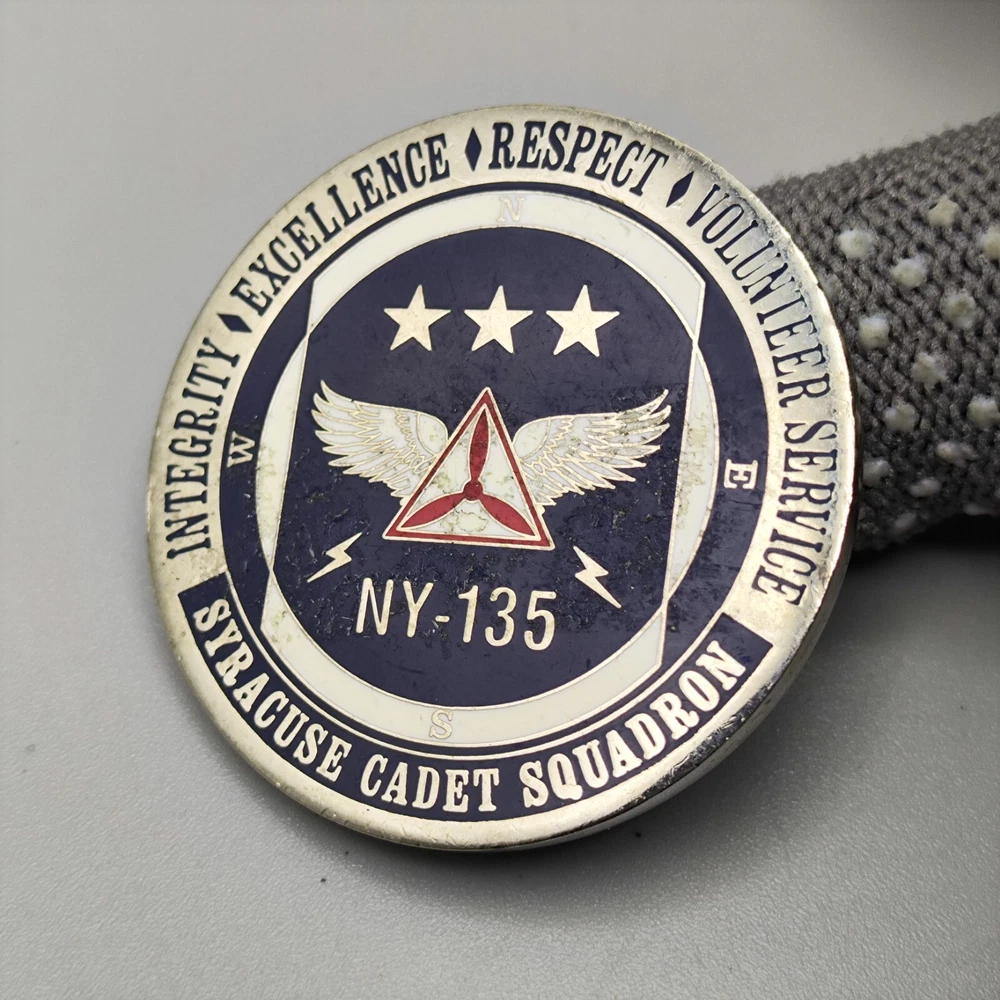 INTEGRITY ♦ EXCELLENCE ♦ RESPECT ♦ VOLUNTEER SERVICE
N
W
E
NY-135
S
SYRACUSE CADET SQUADRON